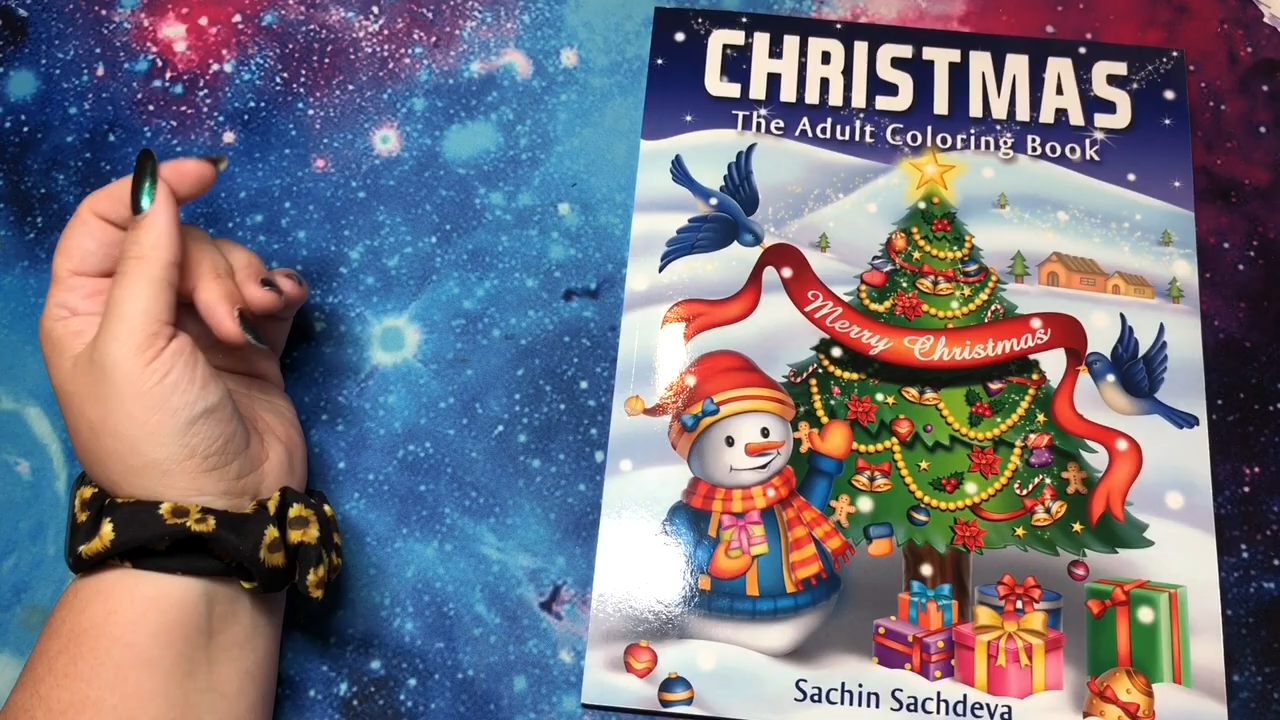 CHRISTMAS
The Adult Coloring Book
Merry Christmas
Sachin Sachdeva